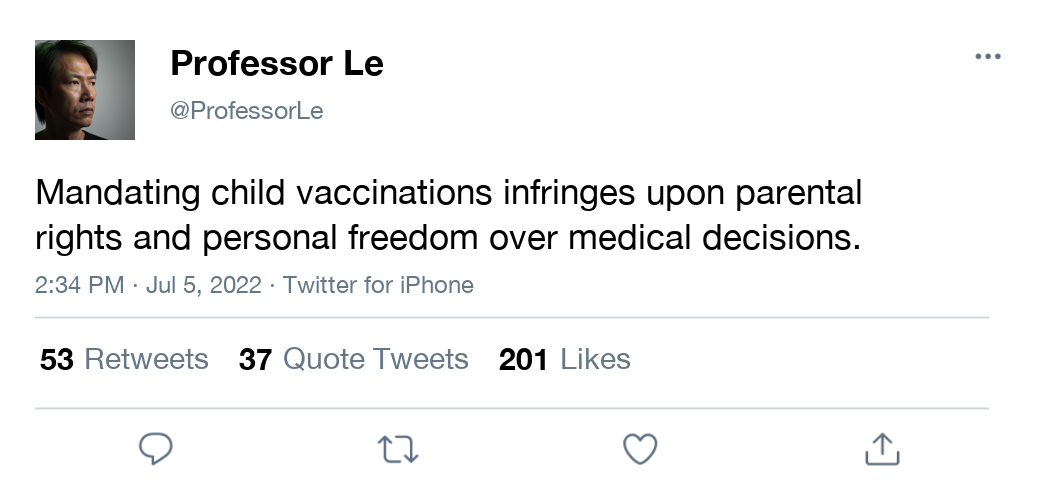 Professor Le
@ProfessorLe
Mandating child vaccinations infringes upon parental
rights and personal freedom over medical decisions.
2:34 PM · Jul 5, 2022 · Twitter for iPhone
53 Retweets 37 Quote Tweets 201 Likes